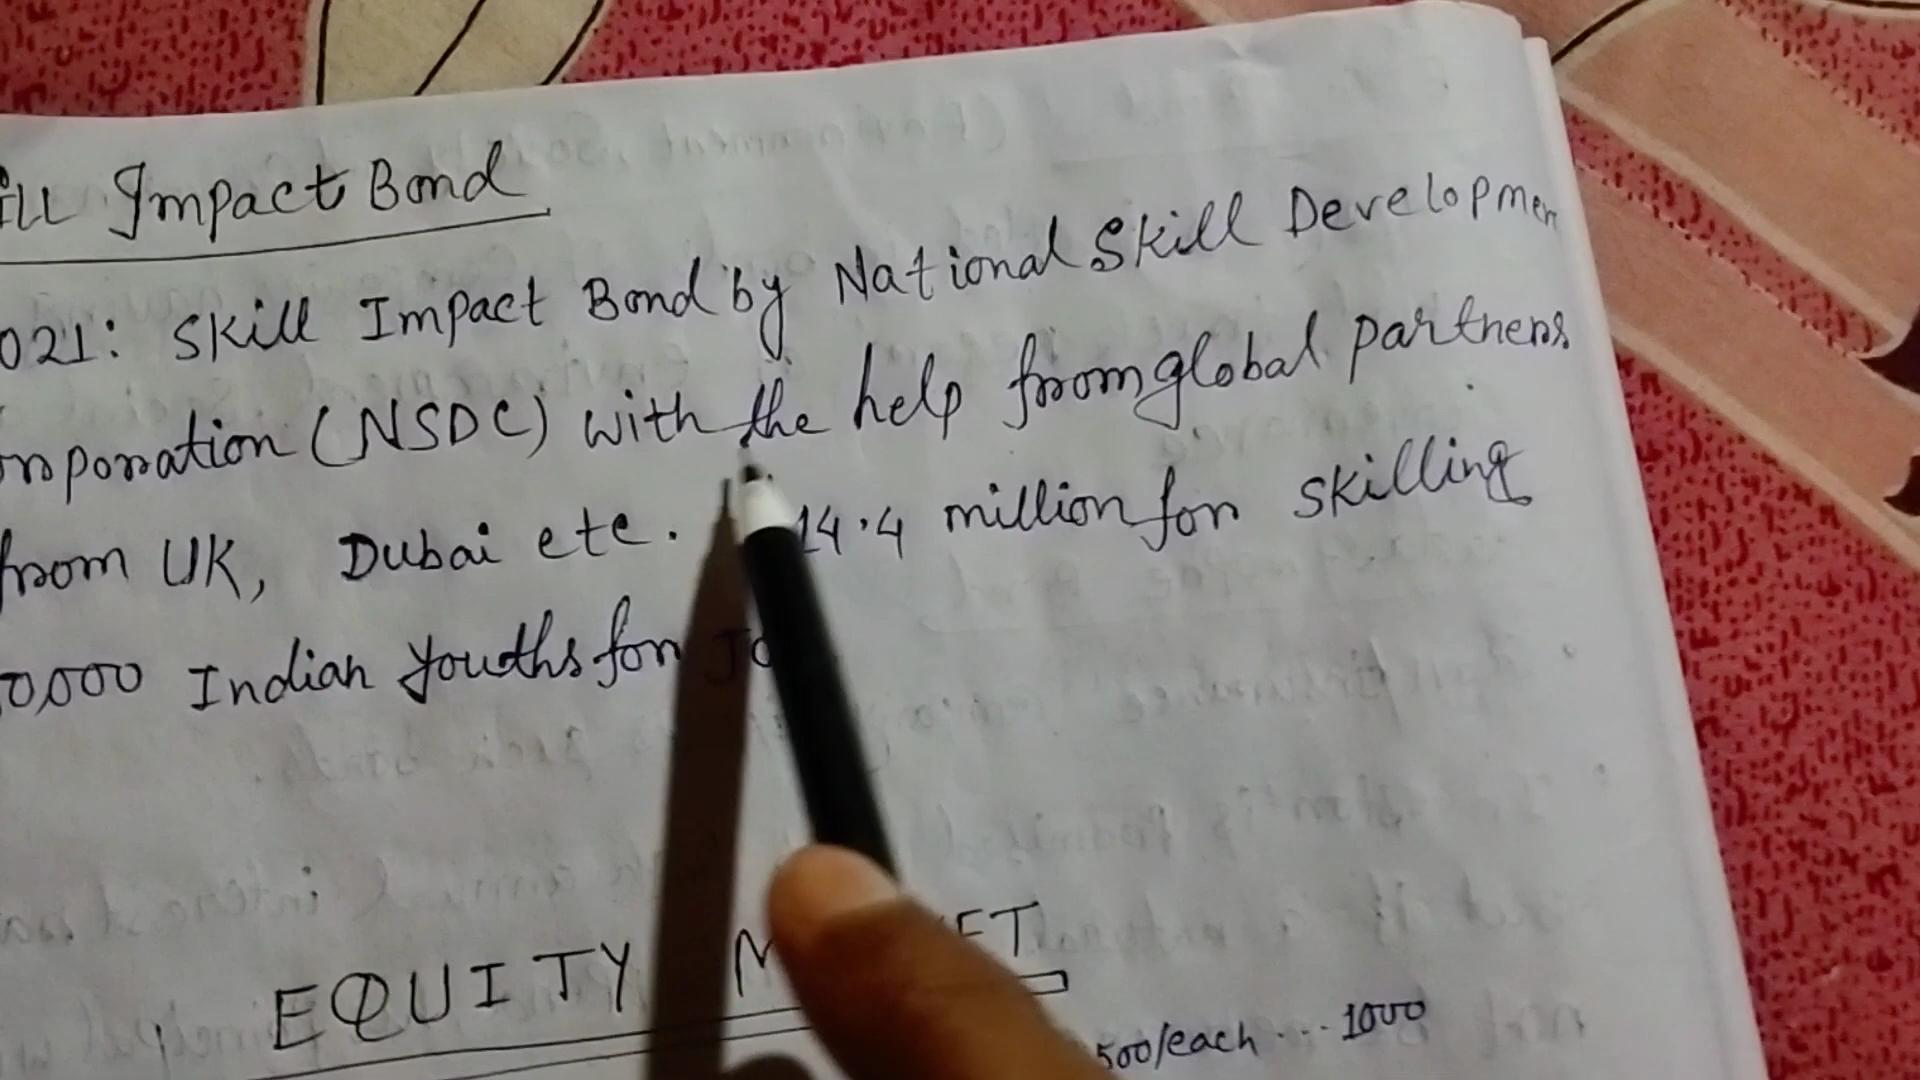 Impact Bond
021: Skill Impact Bond by National Skill Developmen
rporation (NSDC) with the help from global partners
from UK, Dubai etc. 14.4 million for skilling
0,000 Indian Youths for
EQUITY
500/each ... 1000